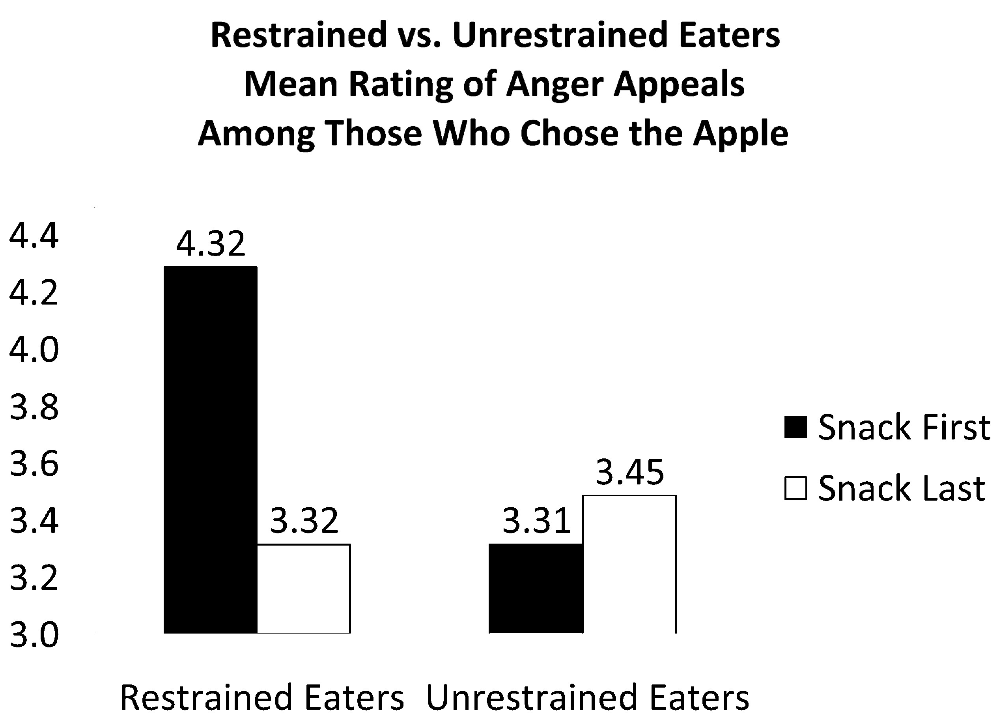 Restrained vs. Unrestrained Eaters
Mean Rating of Anger Appeals
Among Those Who Chose the Apple
4.4
4.2
4.0
3.8
3.6
3.4
3.2
3.0
4.32
3.32
3.31
3.45
Snack First
Snack Last
Restrained Eaters
Unrestrained Eaters